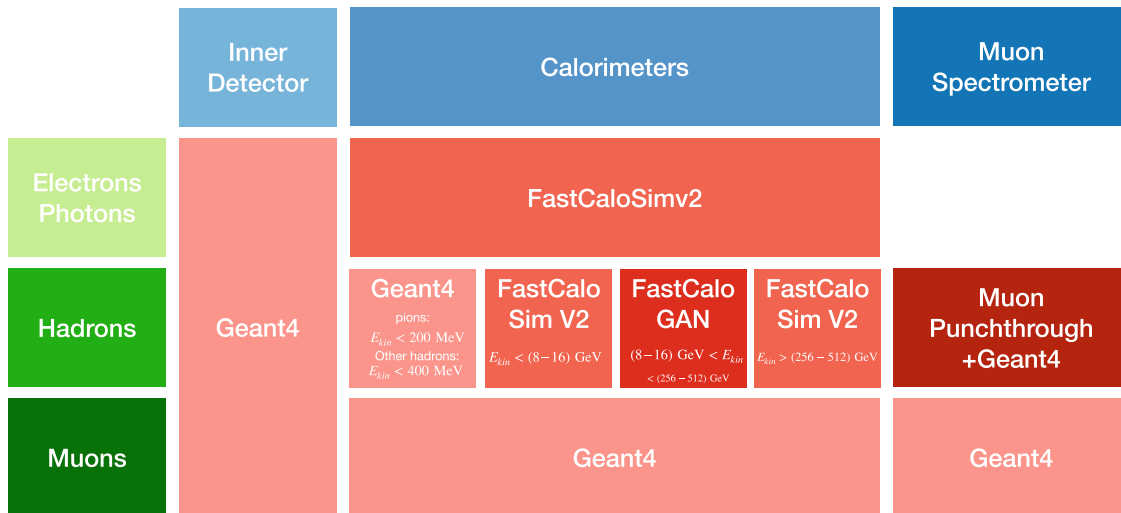 Inner
Detector
Calorimeters
Muon
Spectrometer
Electrons
Photons
Geant4
FastCaloSimv2
Hadrons
Geant4
pions:
E_kin < 200 MeV
Other hadrons:
E_kin < 400 MeV
FastCalo
Sim V2
E_kin < (8−16) GeV
FastCalo
GAN
(8−16) GeV < E_kin
< (256 − 512) GeV
FastCalo
Sim V2
E_kin > (256 − 512) GeV
Muon
Punchthrough
+Geant4
Muons
Geant4
Geant4